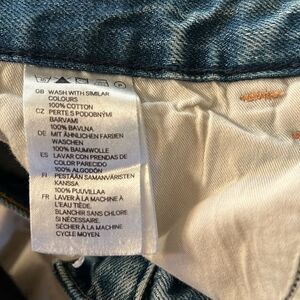 GB WASH WITH SIMILAR
COLOURS
100% COTTON
CZ PERTE S PODOBNÝMI
BARVAMI
100% BAVLNA
DE MIT ÄHNLICHEN FARBEN
WASCHEN
100% BAUMWOLLE
ES LAVAR CON PRENDAS DE
COLOR PARECIDO
100% ALGODÓN
FI PESTÄÄN SAMANVÄRISTEN
KANSSA
100% PUUVILLAA
FR LAVER À LA MACHINE À
L'EAU TIÈDE.
BLANCHIR SANS CHLORE
SI NÉCESSAIRE.
SÉCHER À LA MACHINE
CYCLE MOYEN.